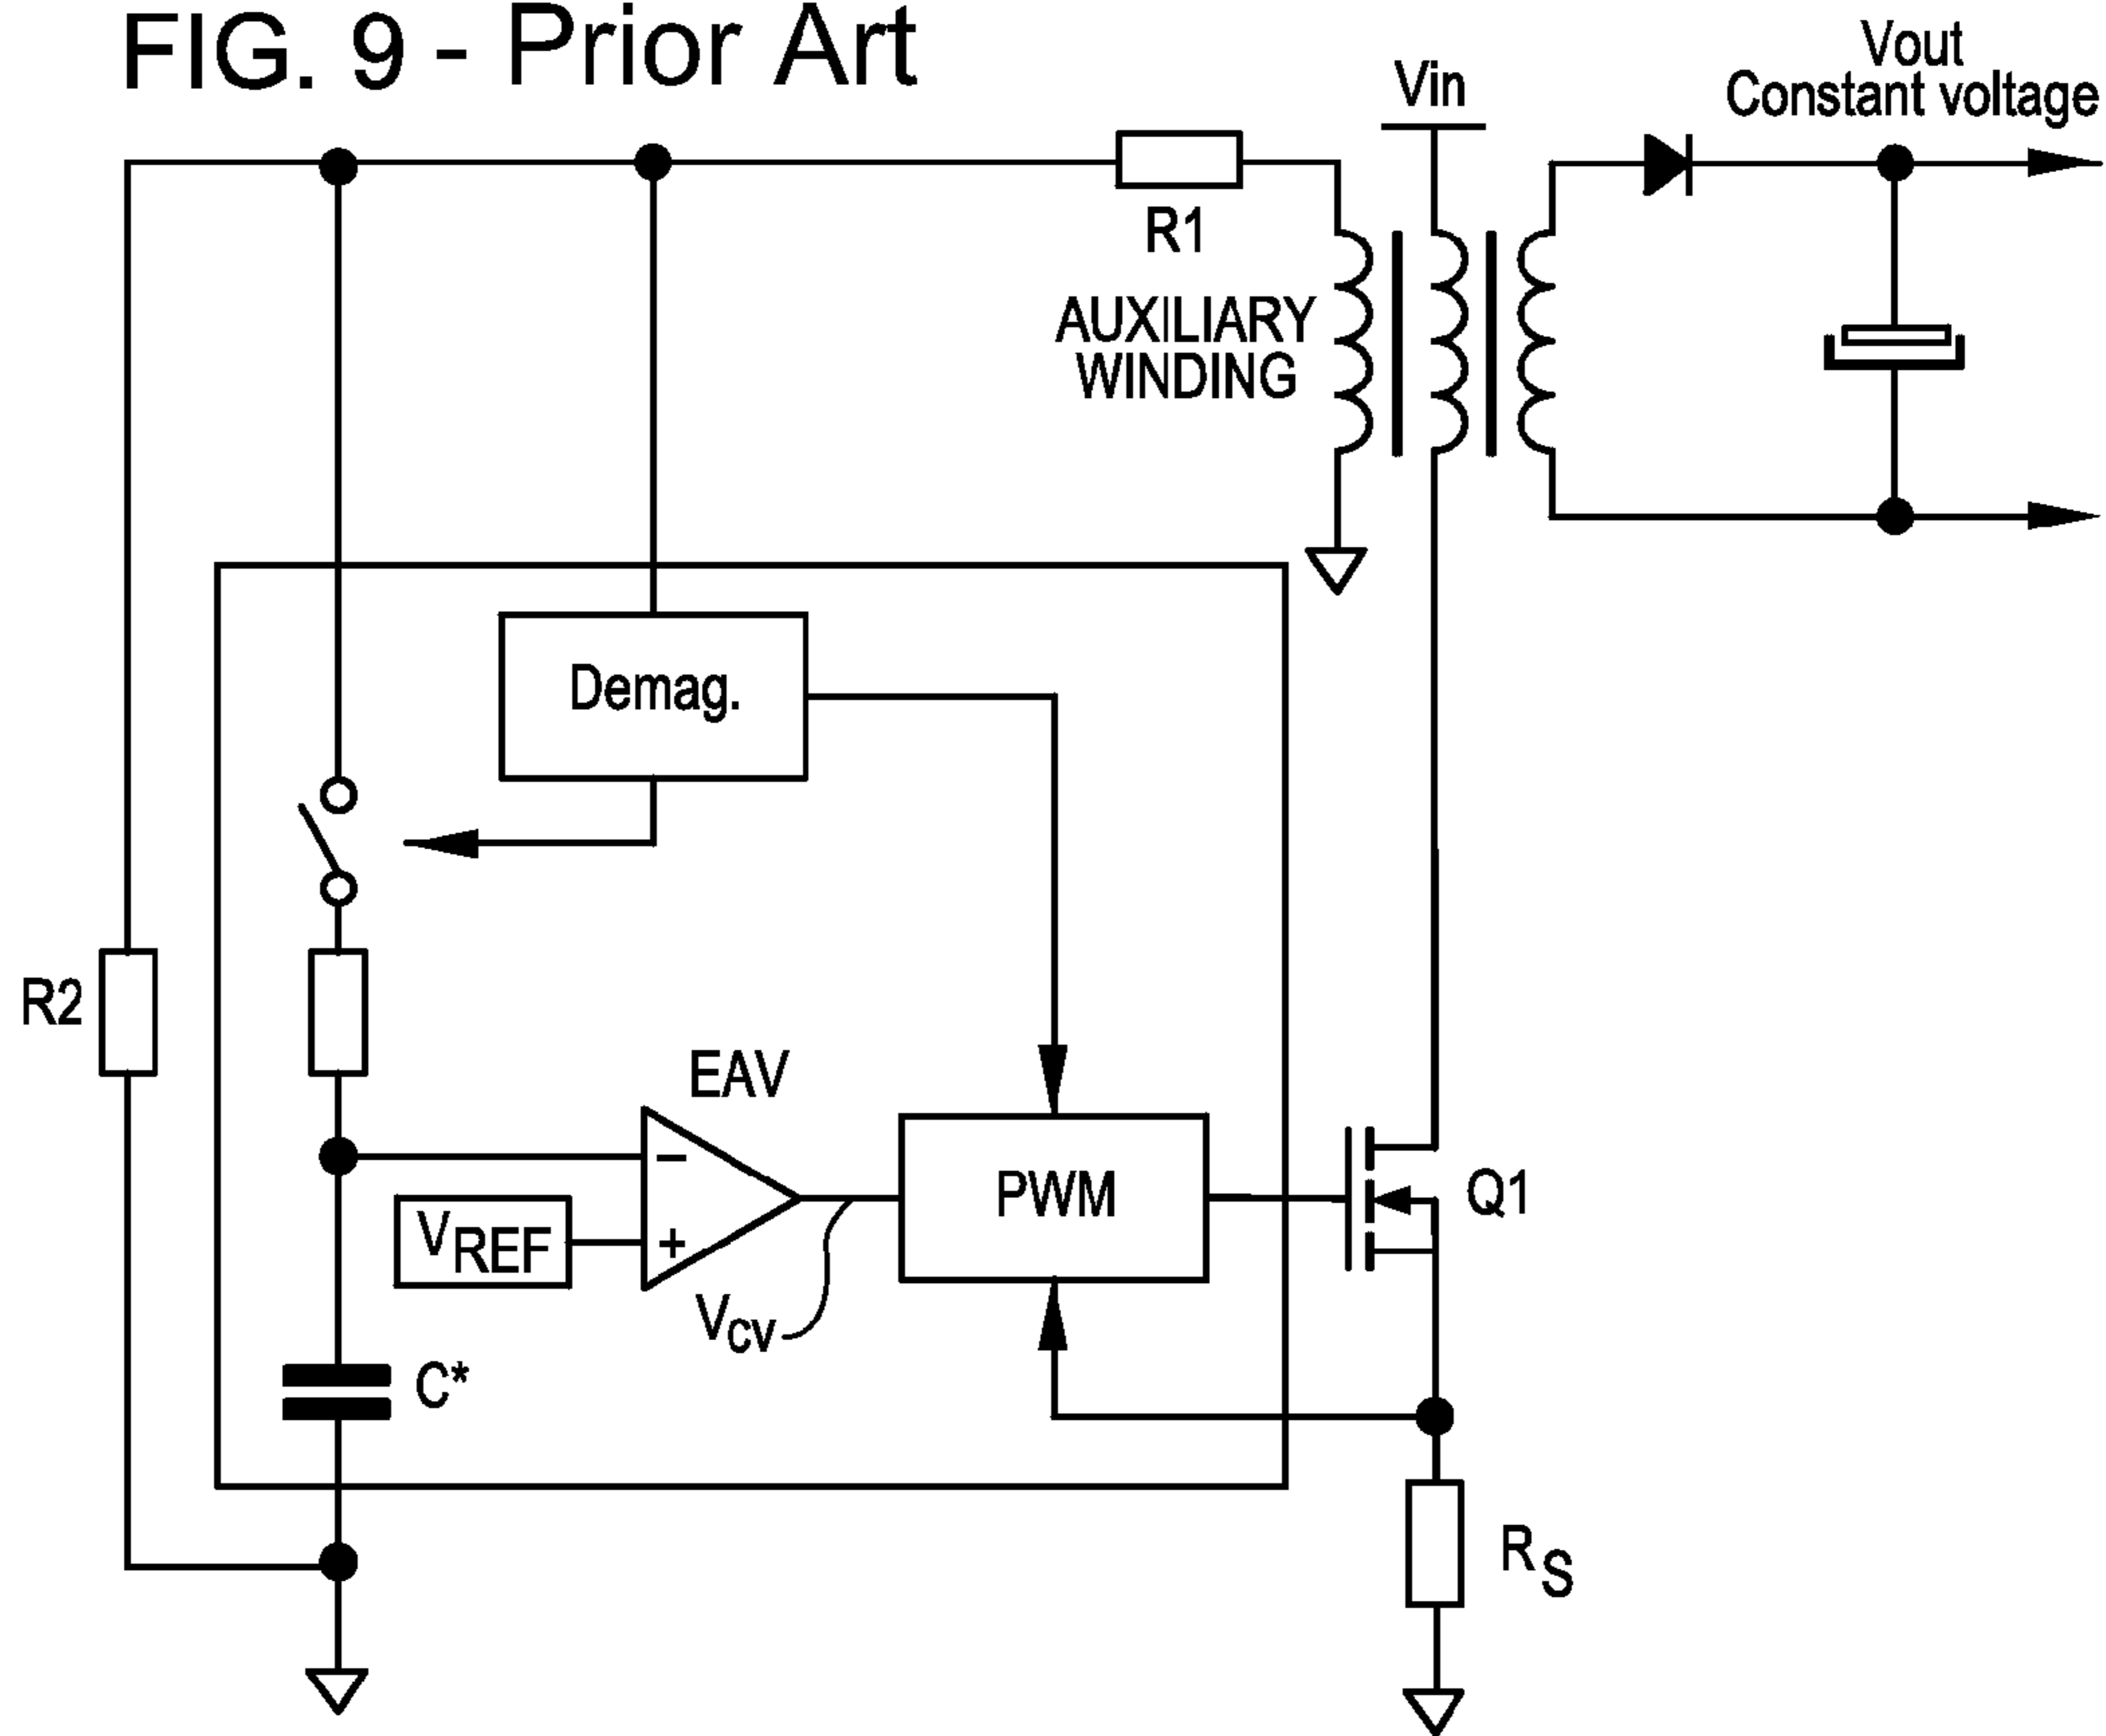 FIG. 9 - Prior Art
Vin
Vout
Constant voltage
R1
AUXILIARY
WINDING
Demag.
R2
EAV
−
+
VREF
PWM
Q1
VCV
C*
RS